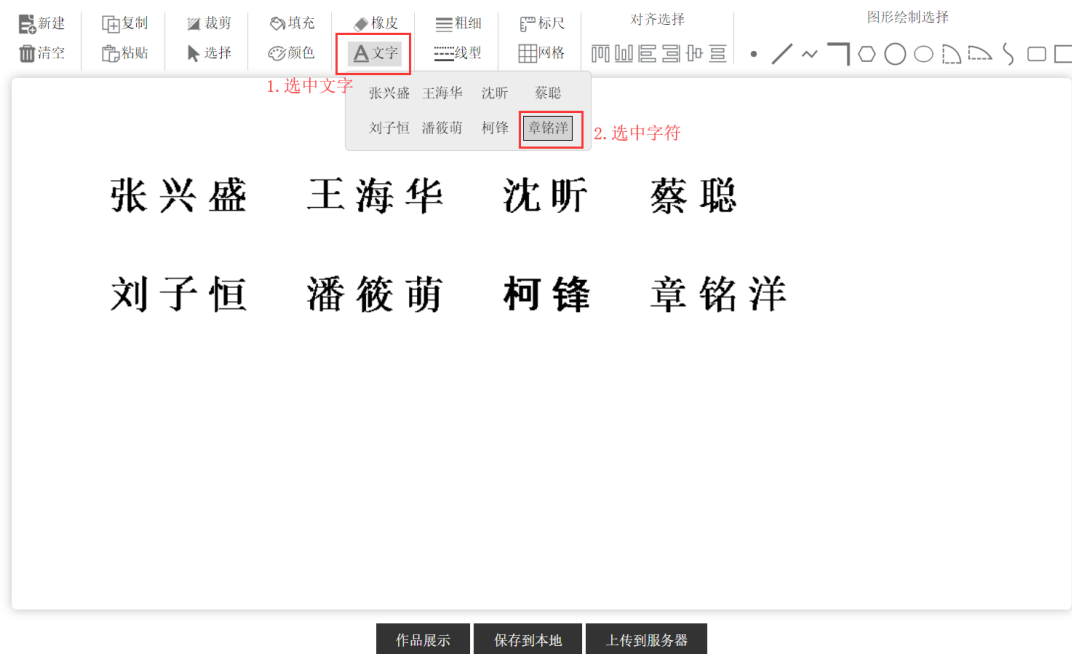 新建 复制 裁剪 填充 橡皮 粗细 标尺 对齐选择 图形绘制选择
清空 粘贴 选择 颜色 文字 线型 网格
1.选中文字
张兴盛 王海华 沈昕 蔡聪
刘子恒 潘筱萌 柯锋 章铭洋
2.选中字符
张兴盛 王海华 沈昕 蔡聪
刘子恒 潘筱萌 柯锋 章铭洋
作品展示 保存到本地 上传到服务器